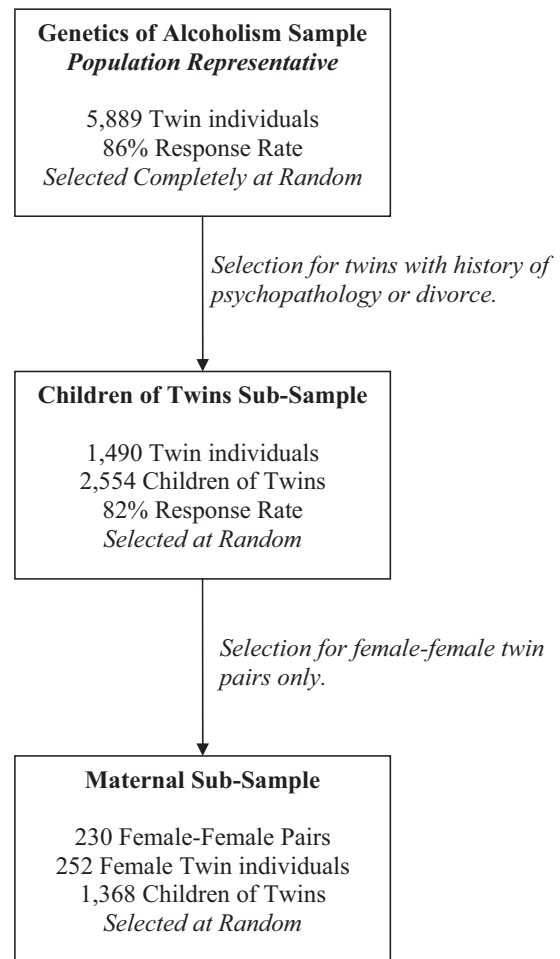 Genetics of Alcoholism Sample
Population Representative
5,889 Twin individuals
86% Response Rate
Selected Completely at Random
Selection for twins with history of
psychopathology or divorce.
Children of Twins Sub-Sample
1,490 Twin individuals
2,554 Children of Twins
82% Response Rate
Selected at Random
Selection for female-female twin
pairs only.
Maternal Sub-Sample
230 Female-Female Pairs
252 Female Twin individuals
1,368 Children of Twins
Selected at Random